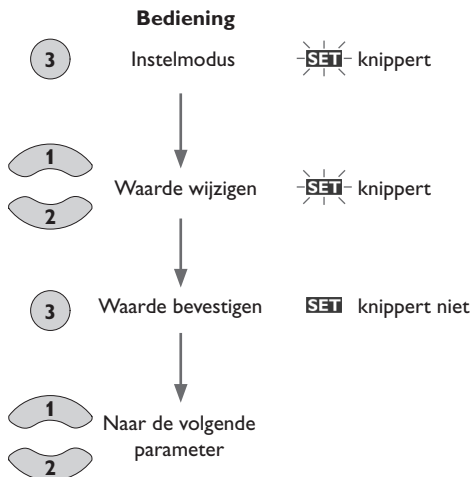 Bediening
3 Instelmodus SET knippert
1
2 Waarde wijzigen SET knippert
3 Waarde bevestigen SET knippert niet
1
2 Naar de volgende
parameter